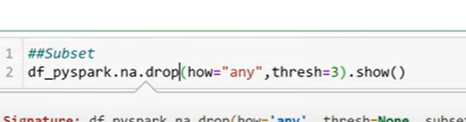 1 ##Subset
2 df_pyspark.na.drop(how="any",thresh=3).show()
Signature: df_pyspark.na.drop(how='any', thresh=None, subse